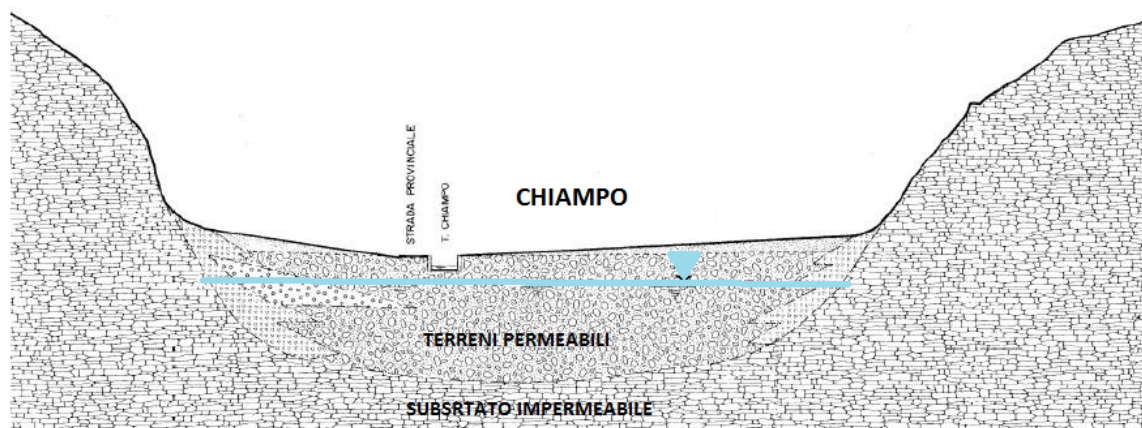 STRADA PROVINCIALE
T. CHIAMPO
CHIAMPO
TERRENI PERMEABILI
SUBSRTATO IMPERMEABILE